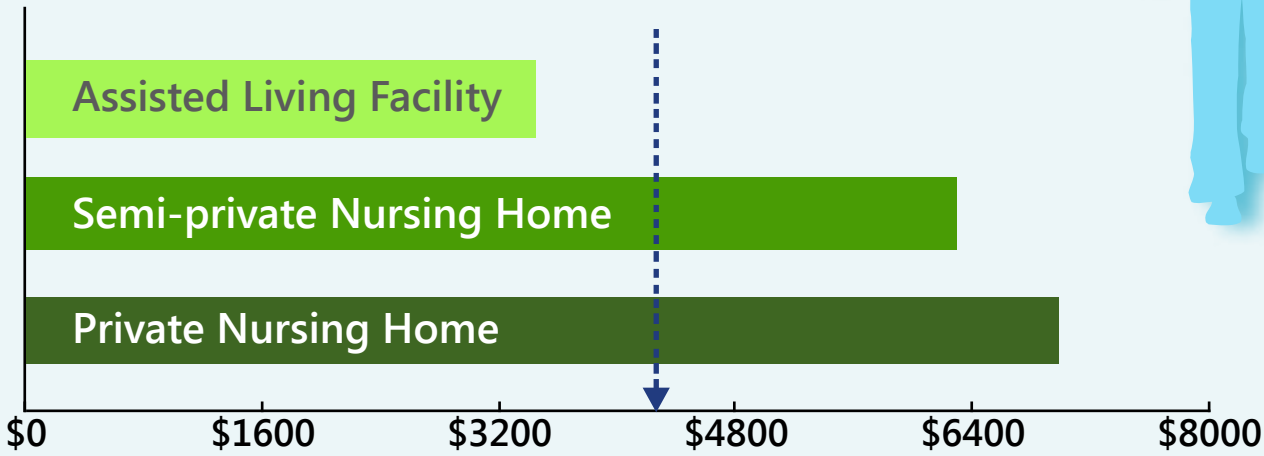 Assisted Living Facility
Semi-private Nursing Home
Private Nursing Home
$0 $1600 $3200 $4800 $6400 $8000